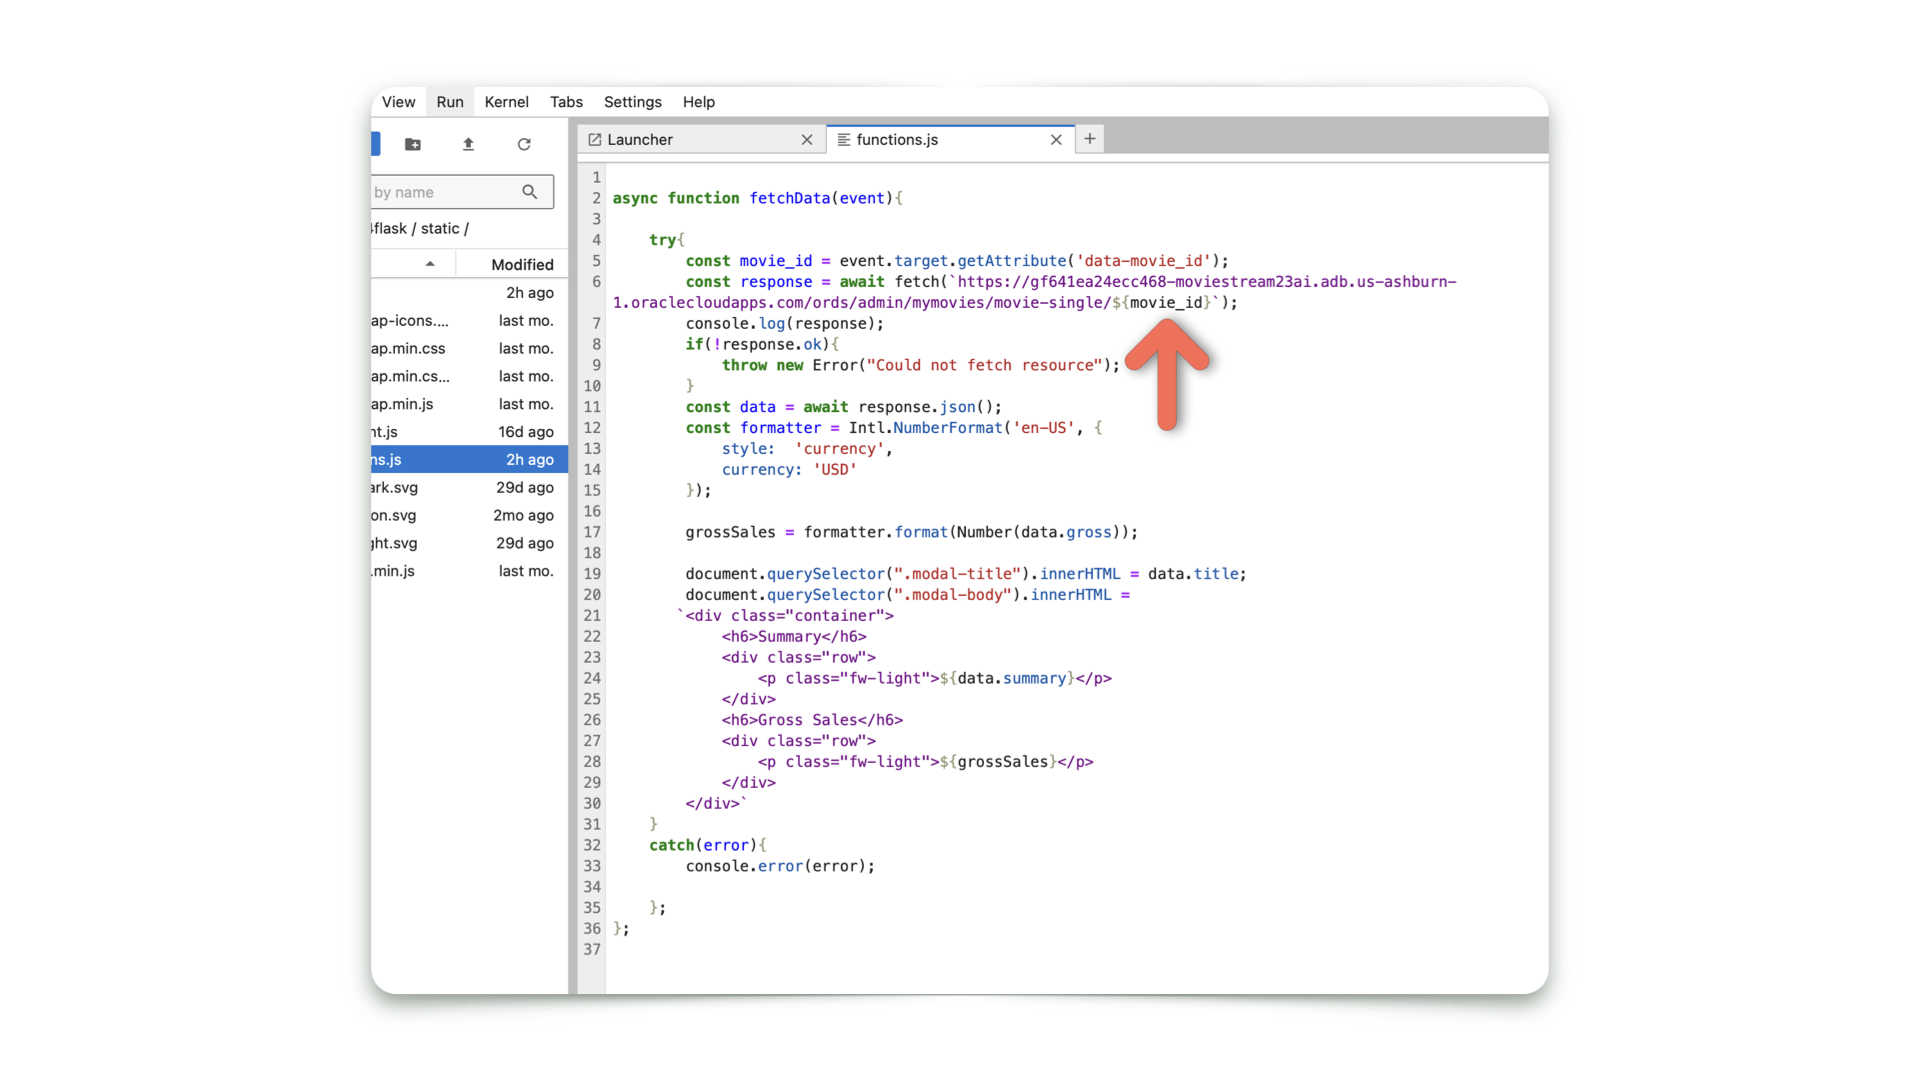 View Run Kernel Tabs Settings Help
Launcher
functions.js
by name
4flask / static /
Modified
2h ago
ap-icons.... last mo.
ap.min.css last mo.
ap.min.cs... last mo.
ap.min.js last mo.
nt.js 16d ago
ns.js 2h ago
ark.svg 29d ago
on.svg 2mo ago
ght.svg 29d ago
.min.js last mo.
1
2 async function fetchData(event){
3
4 try{
5 const movie_id = event.target.getAttribute('data-movie_id');
6 const response = await fetch(`https://gf641ea24ecc468-moviestream23ai.adb.us-ashburn-
1.oraclecloudapps.com/ords/admin/mymovies/movie-single/${movie_id}`);
7 console.log(response);
8 if(!response.ok){
9 throw new Error("Could not fetch resource");
10 }
11 const data = await response.json();
12 const formatter = Intl.NumberFormat('en-US', {
13 style: 'currency',
14 currency: 'USD'
15 });
16
17 grossSales = formatter.format(Number(data.gross));
18
19 document.querySelector(".modal-title").innerHTML = data.title;
20 document.querySelector(".modal-body").innerHTML =
21 `<div class="container">
22 <h6>Summary</h6>
23 <div class="row">
24 <p class="fw-light">${data.summary}</p>
25 </div>
26 <h6>Gross Sales</h6>
27 <div class="row">
28 <p class="fw-light">${grossSales}</p>
29 </div>
30 </div>`
31 }
32 catch(error){
33 console.error(error);
34
35 };
36 };
37